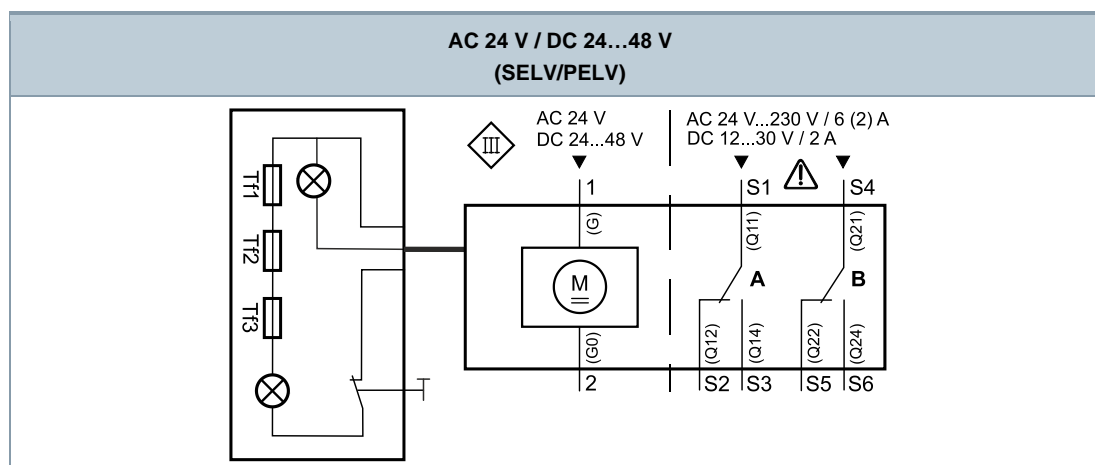 AC 24 V / DC 24...48 V
(SELV/PELV)
AC 24 V
DC 24...48 V
AC 24 V...230 V / 6 (2) A
DC 12...30 V / 2 A
III
1
S1
S4
Tf1
Tf2
Tf3
(G)
(Q11)
(Q21)
M
A
B
(G0)
(Q12)
(Q14)
(Q22)
(Q24)
2
S2
S3
S5
S6